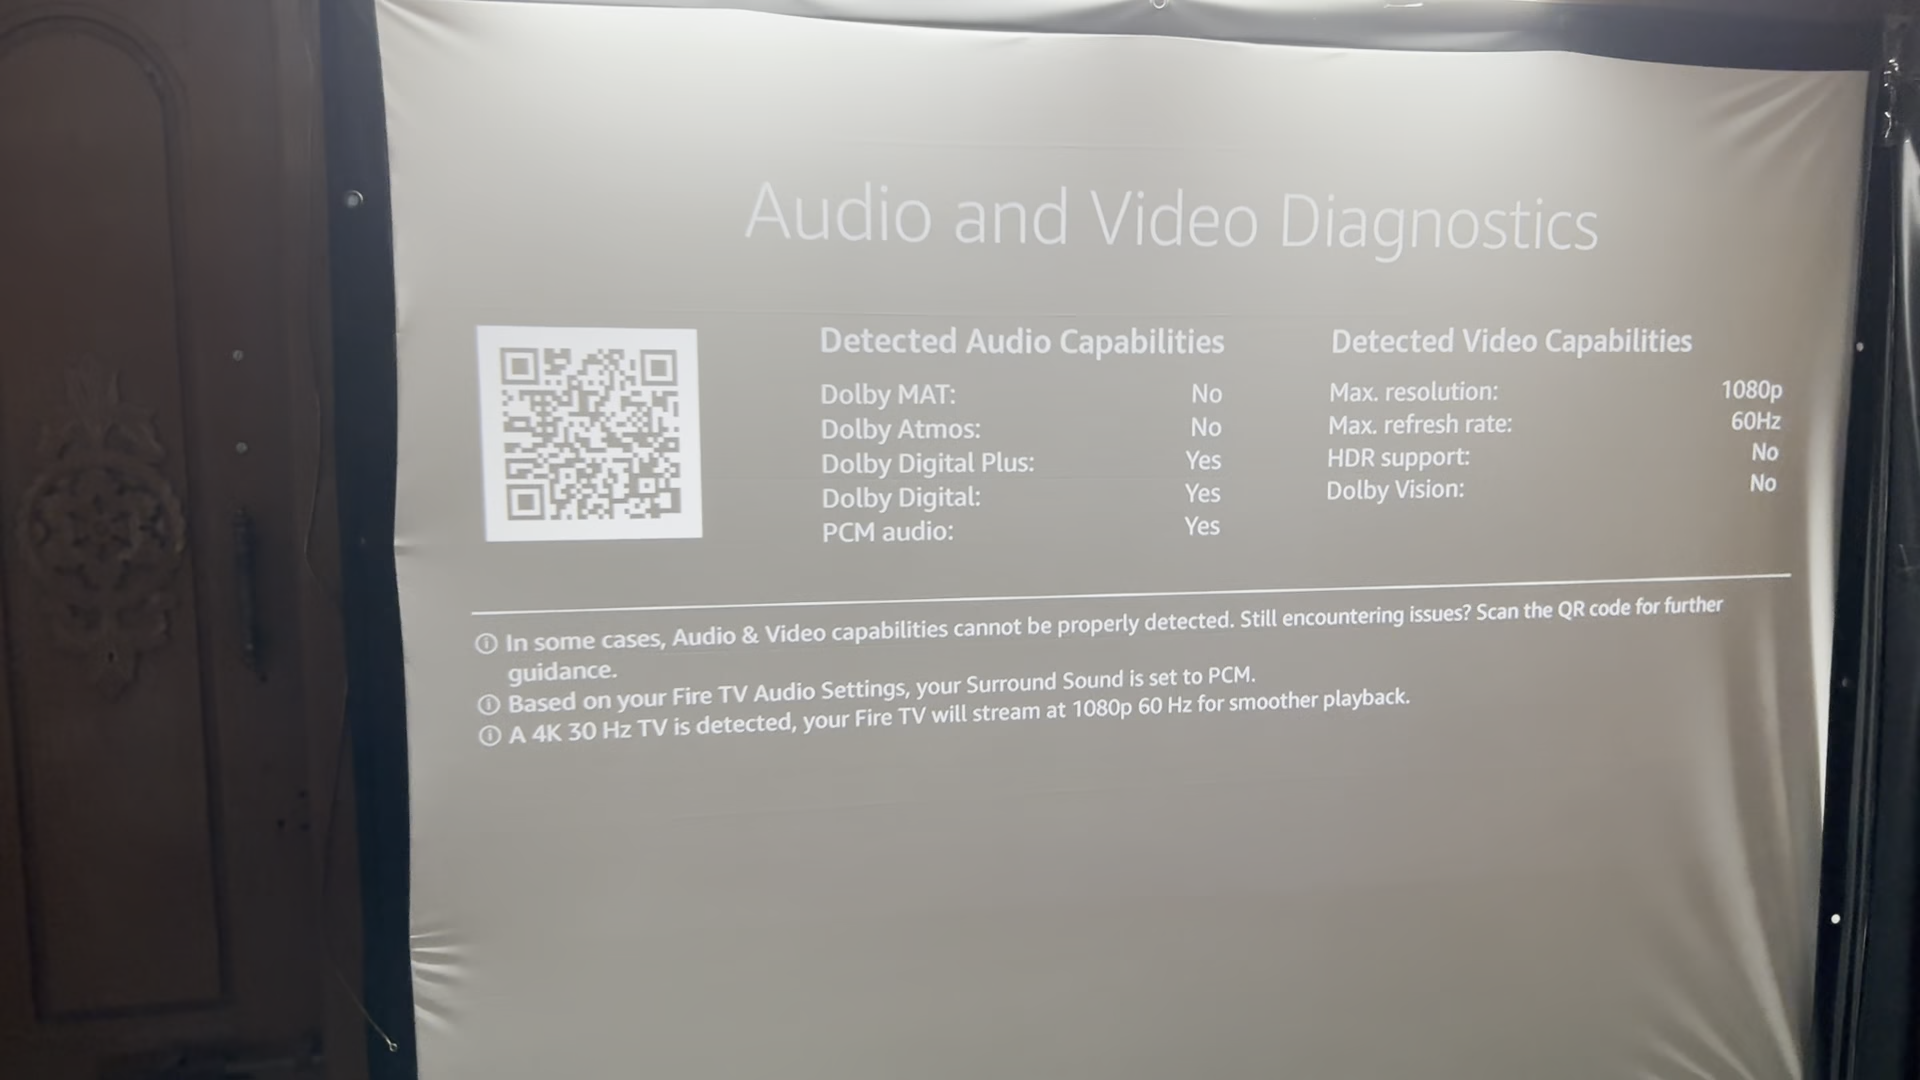 Audio and Video Diagnostics
Detected Audio Capabilities
Dolby MAT: No
Dolby Atmos: No
Dolby Digital Plus: Yes
Dolby Digital: Yes
PCM audio: Yes
Detected Video Capabilities
Max. resolution: 1080p
Max. refresh rate: 60Hz
HDR support: No
Dolby Vision: No
In some cases, Audio & Video capabilities cannot be properly detected. Still encountering issues? Scan the QR code for further
guidance.
Based on your Fire TV Audio Settings, your Surround Sound is set to PCM.
A 4K 30 Hz TV is detected, your Fire TV will stream at 1080p 60 Hz for smoother playback.